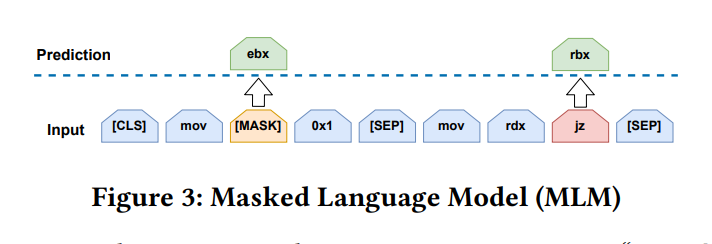 Prediction ebx rbx
Input [CLS] mov [MASK] 0x1 [SEP] mov rdx jz [SEP]
Figure 3: Masked Language Model (MLM)